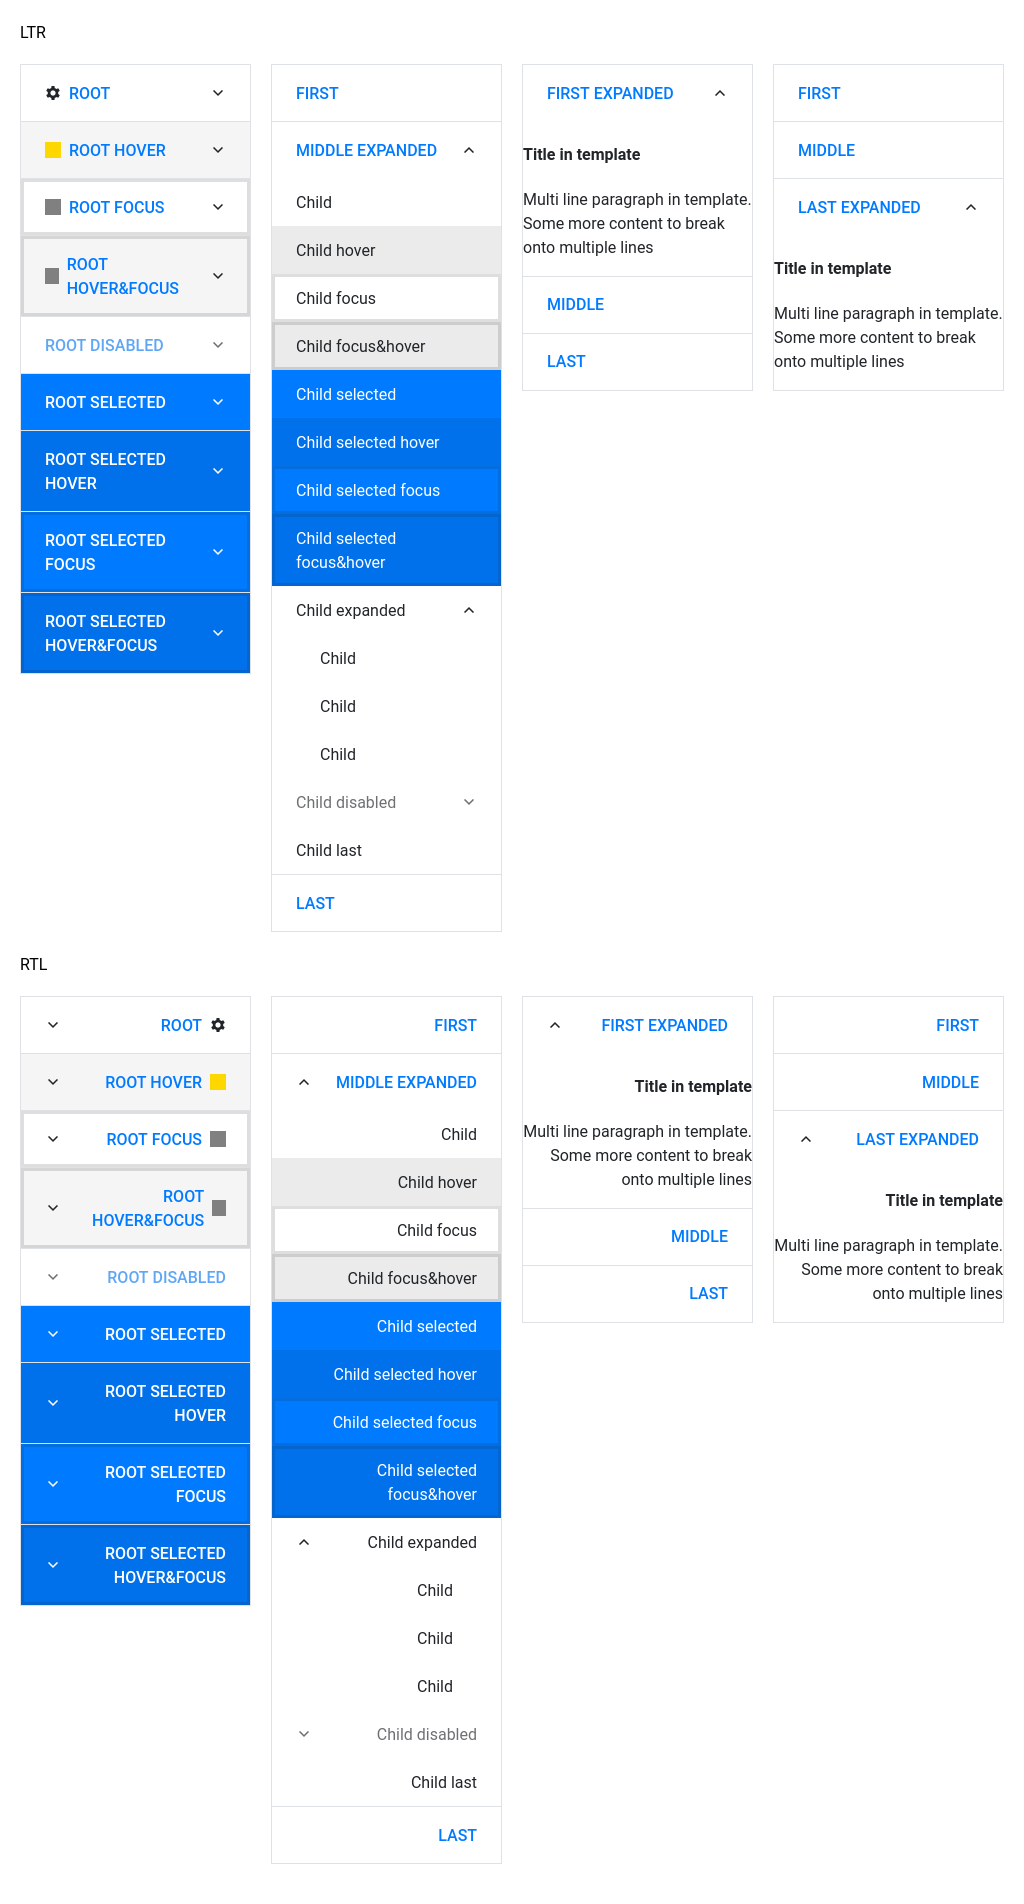 LTR
ROOT
ROOT HOVER
ROOT FOCUS
ROOT
HOVER&FOCUS
ROOT DISABLED
ROOT SELECTED
ROOT SELECTED
HOVER
ROOT SELECTED
FOCUS
ROOT SELECTED
HOVER&FOCUS
FIRST
MIDDLE EXPANDED
Child
Child hover
Child focus
Child focus&hover
Child selected
Child selected hover
Child selected focus
Child selected
focus&hover
Child expanded
Child
Child
Child
Child disabled
Child last
LAST
FIRST EXPANDED
Title in template
Multi line paragraph in template.
Some more content to break
onto multiple lines
MIDDLE
LAST
FIRST
MIDDLE
LAST EXPANDED
Title in template
Multi line paragraph in template.
Some more content to break
onto multiple lines
RTL
ROOT
ROOT HOVER
ROOT FOCUS
ROOT
HOVER&FOCUS
ROOT DISABLED
ROOT SELECTED
ROOT SELECTED
HOVER
ROOT SELECTED
FOCUS
ROOT SELECTED
HOVER&FOCUS
FIRST
MIDDLE EXPANDED
Child
Child hover
Child focus
Child focus&hover
Child selected
Child selected hover
Child selected focus
Child selected
focus&hover
Child expanded
Child
Child
Child
Child disabled
Child last
LAST
FIRST EXPANDED
Title in template
Multi line paragraph in template.
Some more content to break
onto multiple lines
MIDDLE
LAST
FIRST
MIDDLE
LAST EXPANDED
Title in template
Multi line paragraph in template.
Some more content to break
onto multiple lines